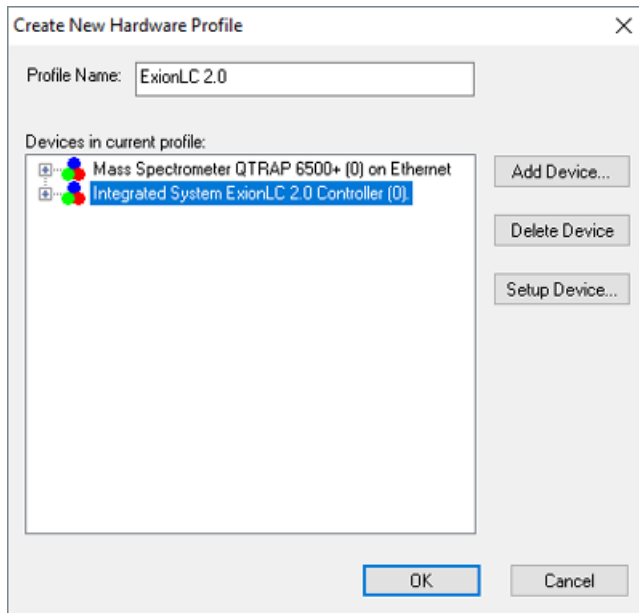 Create New Hardware Profile
Profile Name: ExionLC 2.0
Devices in current profile:
Mass Spectrometer QTRAP 6500+ (0) on Ethernet
Integrated System ExionLC 2.0 Controller (0).
Add Device...
Delete Device
Setup Device...
OK Cancel